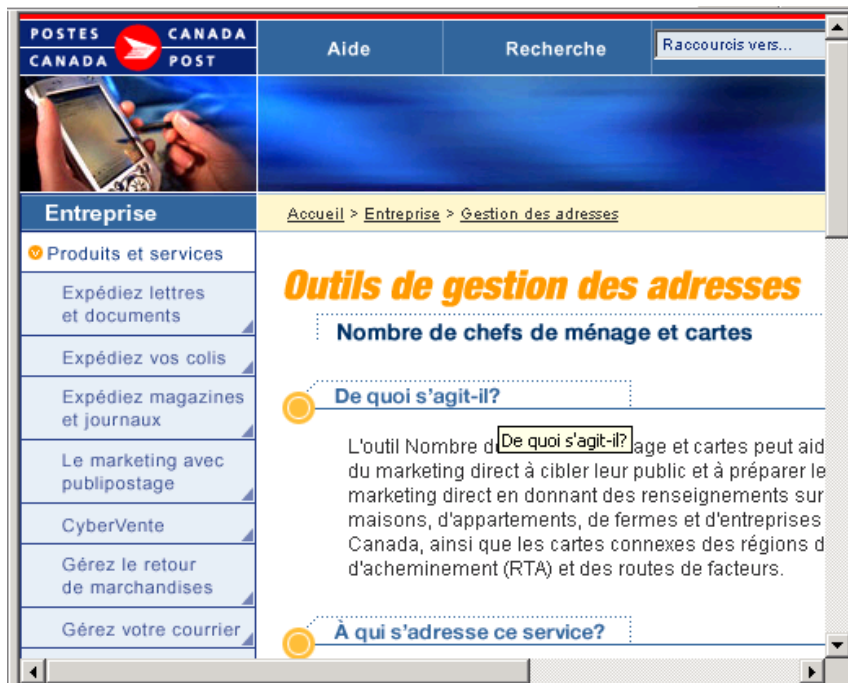 POSTES CANADA
CANADA POST
Aide
Recherche
Raccourcis vers...
Entreprise
Accueil > Entreprise > Gestion des adresses
Produits et services
Expédiez lettres
et documents
Expédiez vos colis
Expédiez magazines
et journaux
Le marketing avec
publipostage
CyberVente
Gérez le retour
de marchandises
Gérez votre courrier
Outils de gestion des adresses
Nombre de chefs de ménage et cartes
De quoi s'agit-il?
De quoi s'agit-il?
L'outil Nombre d age et cartes peut aid
du marketing direct à cibler leur public et à préparer le
marketing direct en donnant des renseignements sur
maisons, d'appartements, de fermes et d'entreprises
Canada, ainsi que les cartes connexes des régions d
d'acheminement (RTA) et des routes de facteurs.
À qui s'adresse ce service?